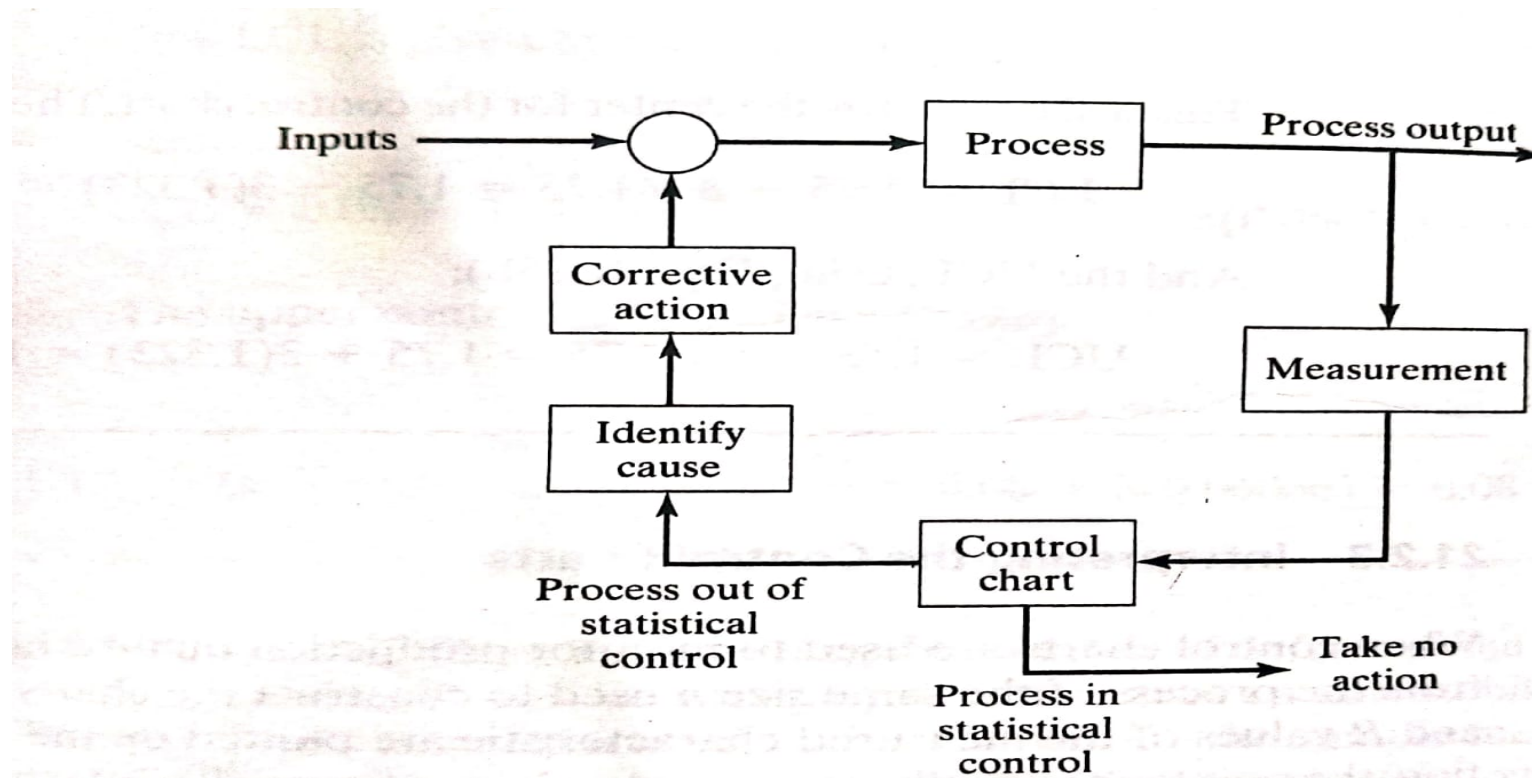 Inputs
Process
Process output
Corrective
action
Measurement
Identify
cause
Control
chart
Process out of
statistical
control
Take no
action
Process in
statistical
control